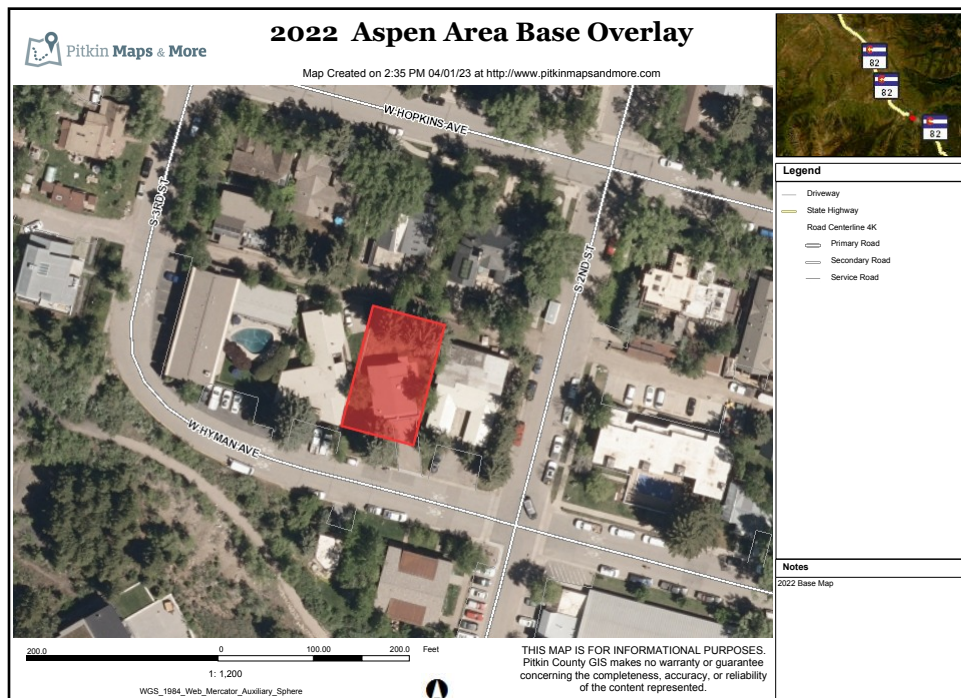 2022 Aspen Area Base Overlay
Pitkin Maps & More
Map Created on 2:35 PM 04/01/23 at http://www.pitkinmapsandmore.com
82
82
82
W HOPKINS AVE
S 3RD ST
S 2ND ST
W HYMAN AVE
Legend
Driveway
State Highway
Road Centerline 4K
Primary Road
Secondary Road
Service Road
Notes
2022 Base Map
200.0 0 100.00 200.0 Feet
1: 1,200
WGS_1984_Web_Mercator_Auxiliary_Sphere
THIS MAP IS FOR INFORMATIONAL PURPOSES.
Pitkin County GIS makes no warranty or guarantee
concerning the completeness, accuracy, or reliability
of the content represented.